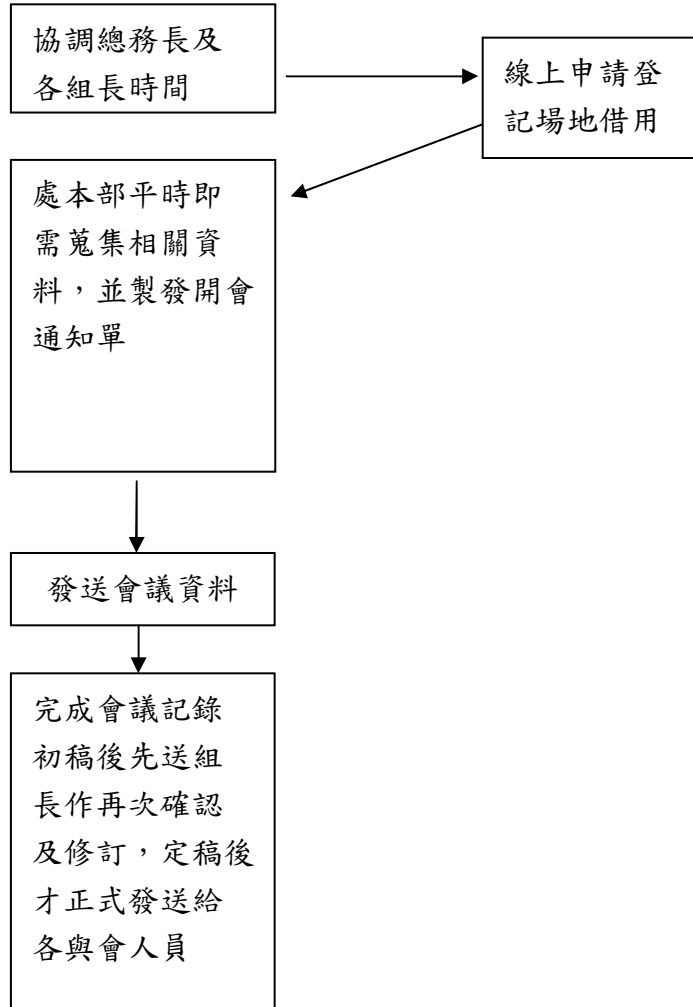 協調總務長及
各組長時間
線上申請登
記場地借用
處本部平時即
需蒐集相關資
料，並製發開會
通知單
發送會議資料
完成會議記錄
初稿後先送組
長作再次確認
及修訂，定稿後
才正式發送給
各與會人員